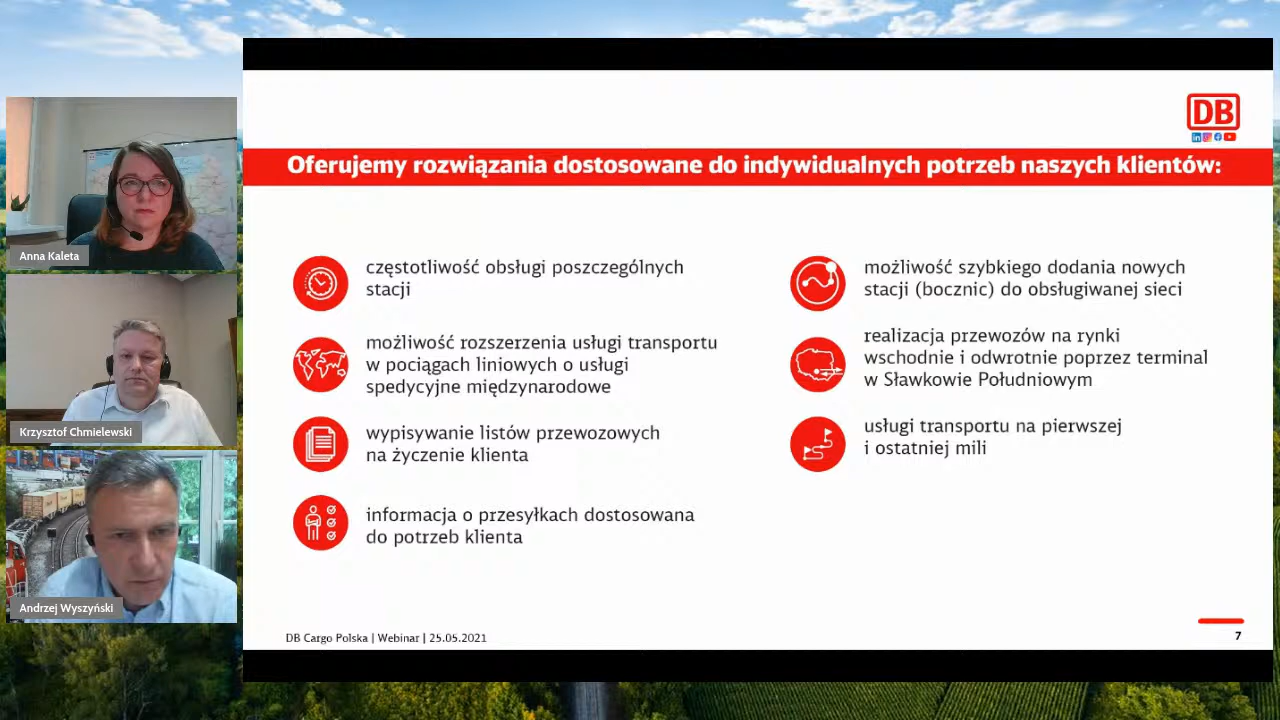 DB
Oferujemy rozwiązania dostosowane do indywidualnych potrzeb naszych klientów:
częstotliwość obsługi poszczególnych
stacji
możliwość rozszerzenia usługi transportu
w pociągach liniowych o usługi
spedycyjne międzynarodowe
wypisywanie listów przewozowych
na życzenie klienta
informacja o przesyłkach dostosowana
do potrzeb klienta
możliwość szybkiego dodania nowych
stacji (bocznic) do obsługiwanej sieci
realizacja przewozów na rynki
wschodnie i odwrotnie poprzez terminal
w Sławkowie Południowym
usługi transportu na pierwszej
i ostatniej mili
DB Cargo Polska | Webinar | 25.05.2021
7
Anna Kaleta
Krzysztof Chmielewski
Andrzej Wyszyński